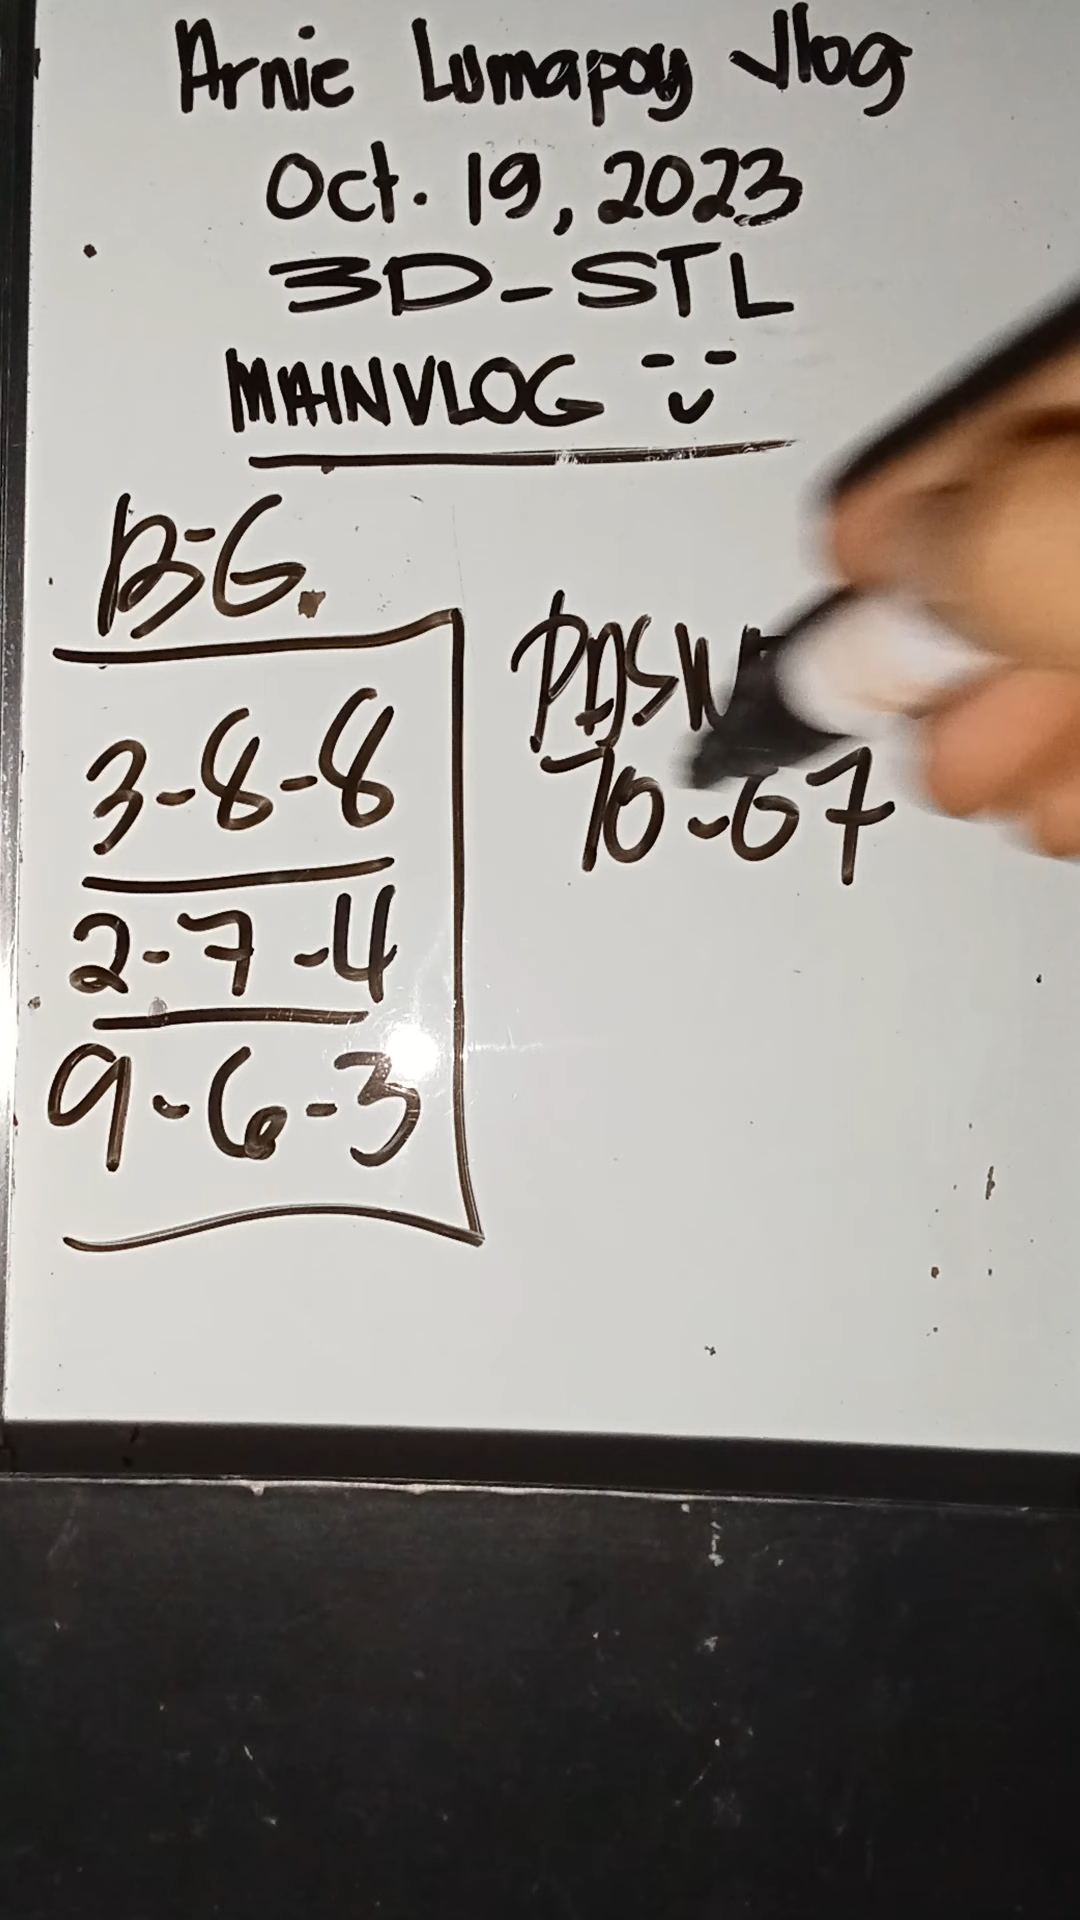 Arnie Lumapoy Vlog
Oct. 19, 2023
3D-STL
MAINVLOG
B-G.
3-8-8
2-7-4
9-6-3
70-67